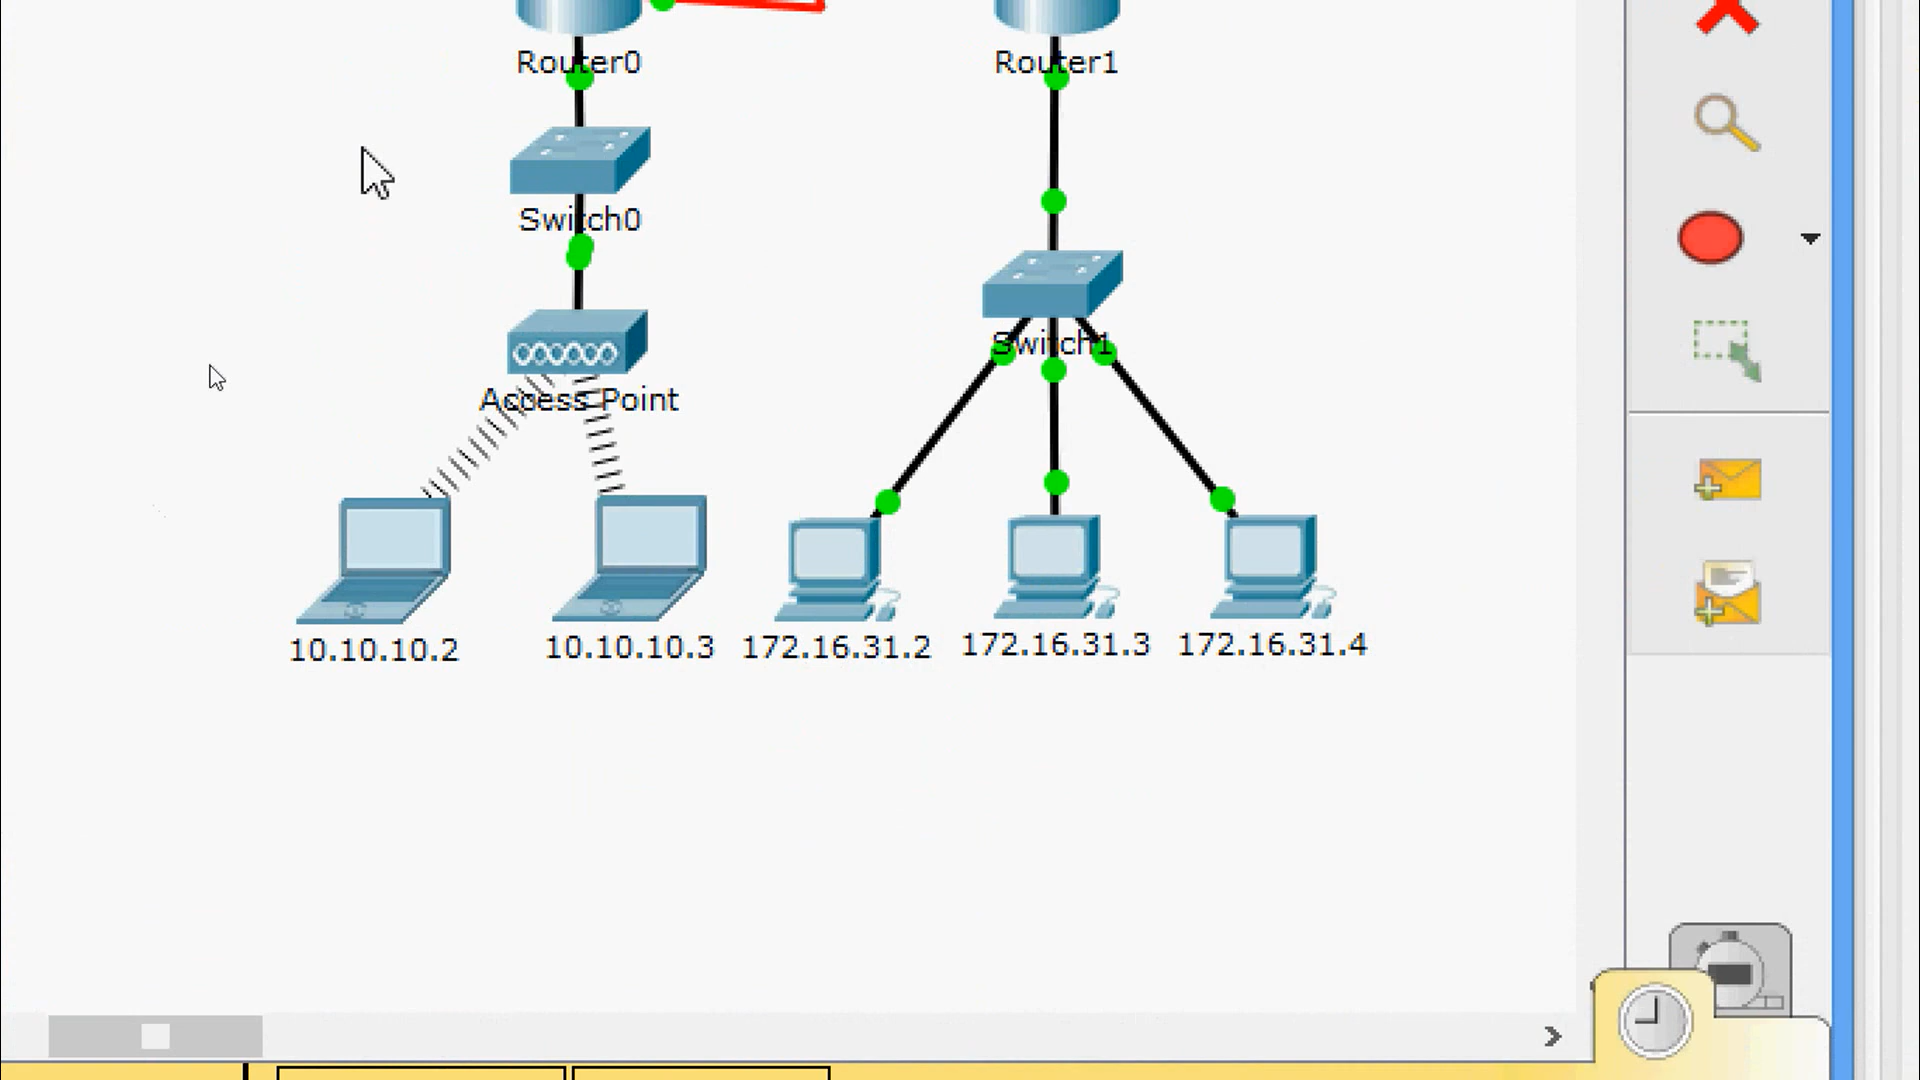 Router0 Router1
Switch0
Switch1
Access Point
10.10.10.2 10.10.10.3 172.16.31.2 172.16.31.3 172.16.31.4